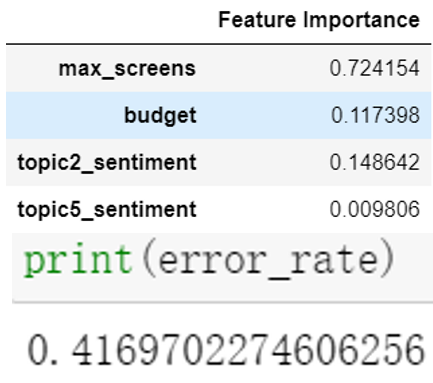 Feature Importance
max_screens 0.724154
budget 0.117398
topic2_sentiment 0.148642
topic5_sentiment 0.009806
print(error_rate)
0.4169702274606256